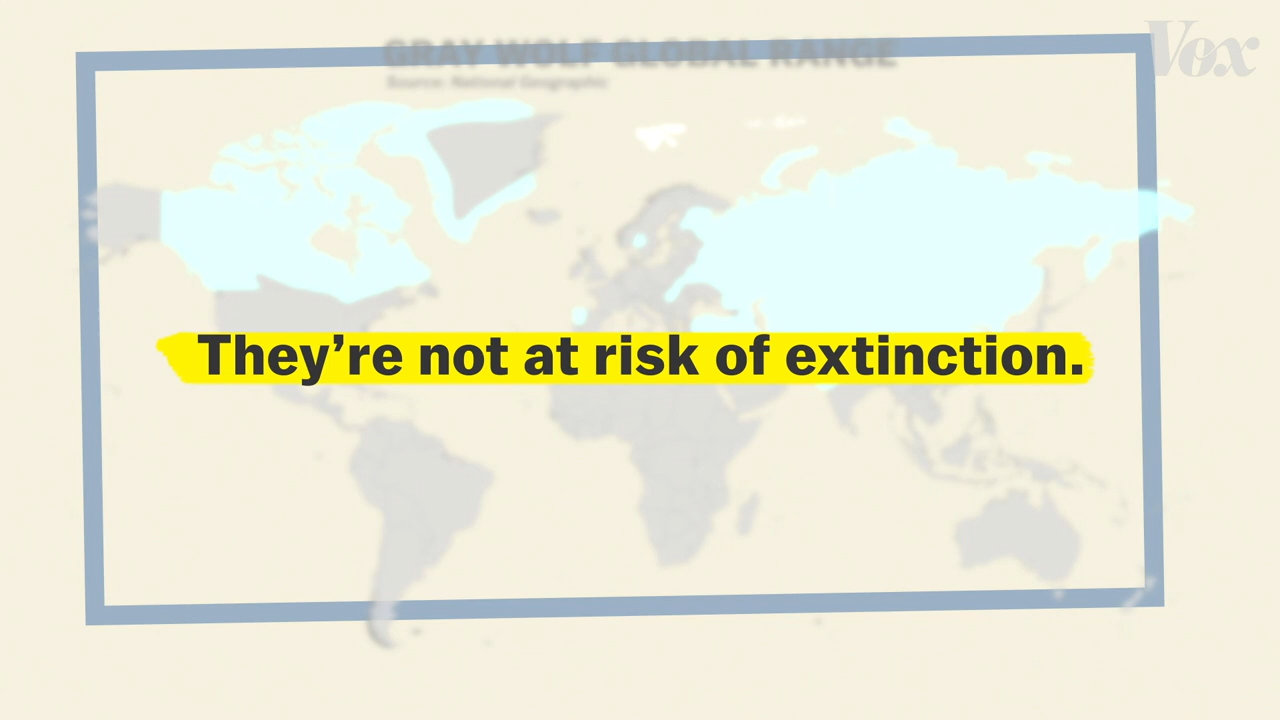 GRAY WOLF GLOBAL RANGE
Source: National Geographic
Vox
They’re not at risk of extinction.